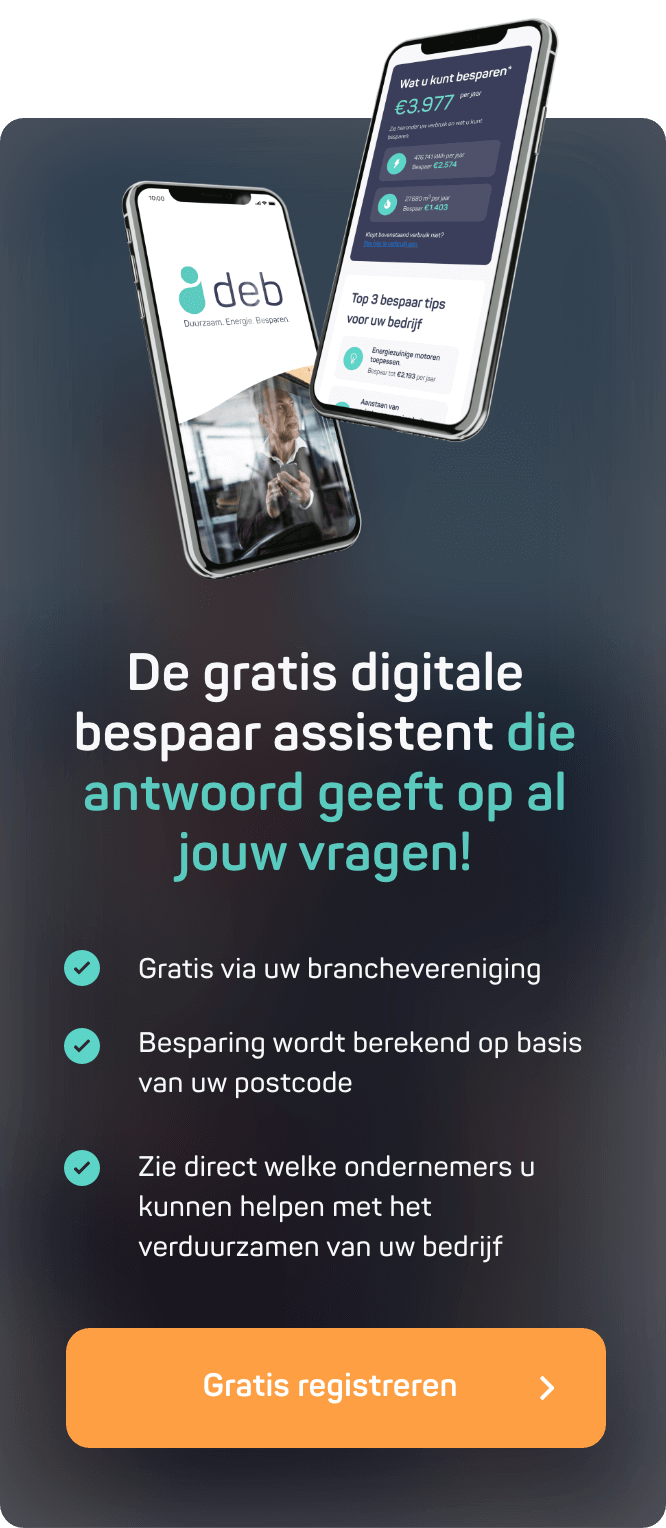 Wat u kunt besparen*
€3.977 per jaar
Zie hieronder uw verbruik en wat u kunt
besparen.
476.741 kWh per jaar
Bespaar €2.574
21.680 m³ per jaar
Bespaar €1.403
Klopt bovenstaand verbruik niet?
Top 3 bespaar tips
voor uw bedrijf
Energiezuinige motoren
toepassen.
Bespaar tot €2.193 per jaar
Aanstaan van
10:00
deb
Duurzaam. Energie. Besparen.
De gratis digitale
bespaar assistent die
antwoord geeft op al
jouw vragen!
Gratis via uw branchevereniging
Besparing wordt berekend op basis
van uw postcode
Zie direct welke ondernemers u
kunnen helpen met het
verduurzamen van uw bedrijf
Gratis registreren